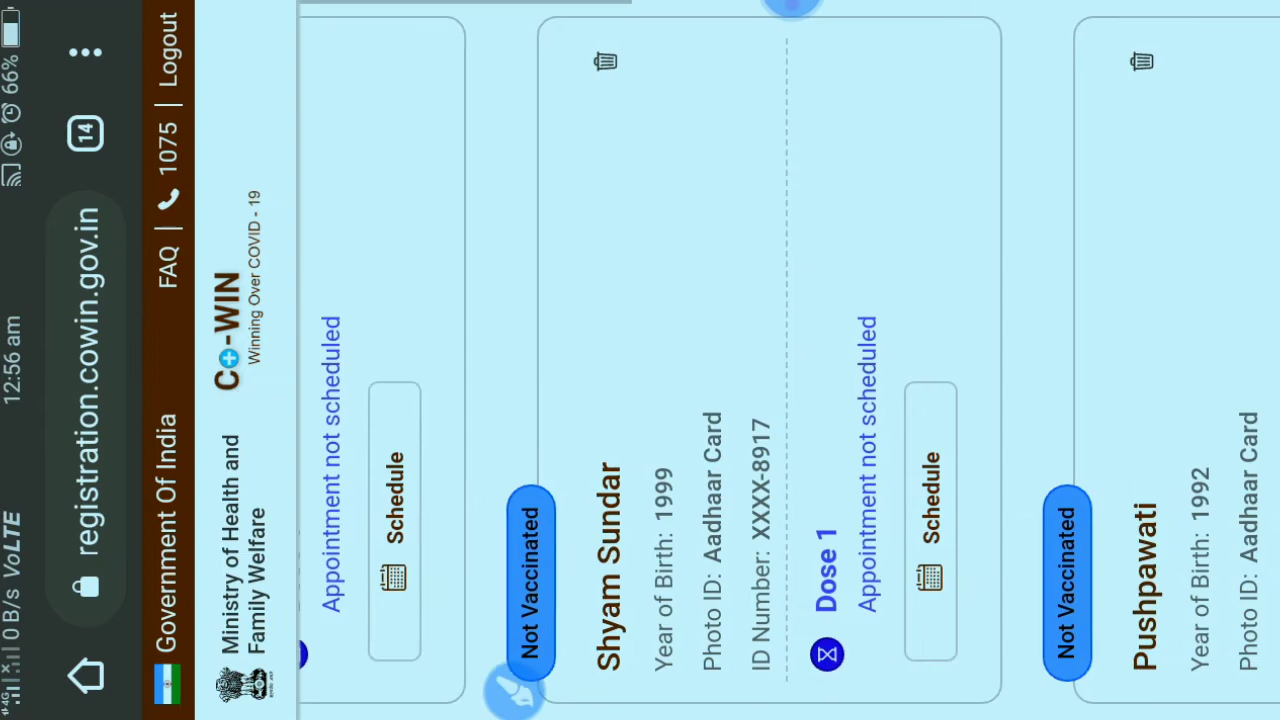 4G 0 B/s VoLTE 12:56 am 66%
registration.cowin.gov.in 14
Government Of India FAQ | 1075 | Logout
Ministry of Health and
Family Welfare
Co-WIN
Winning Over COVID - 19
Appointment not scheduled
Schedule
Not Vaccinated
Shyam Sundar
Year of Birth: 1999
Photo ID: Aadhaar Card
ID Number: XXXX-8917
Dose 1
Appointment not scheduled
Schedule
Not Vaccinated
Pushpawati
Year of Birth: 1992
Photo ID: Aadhaar Card